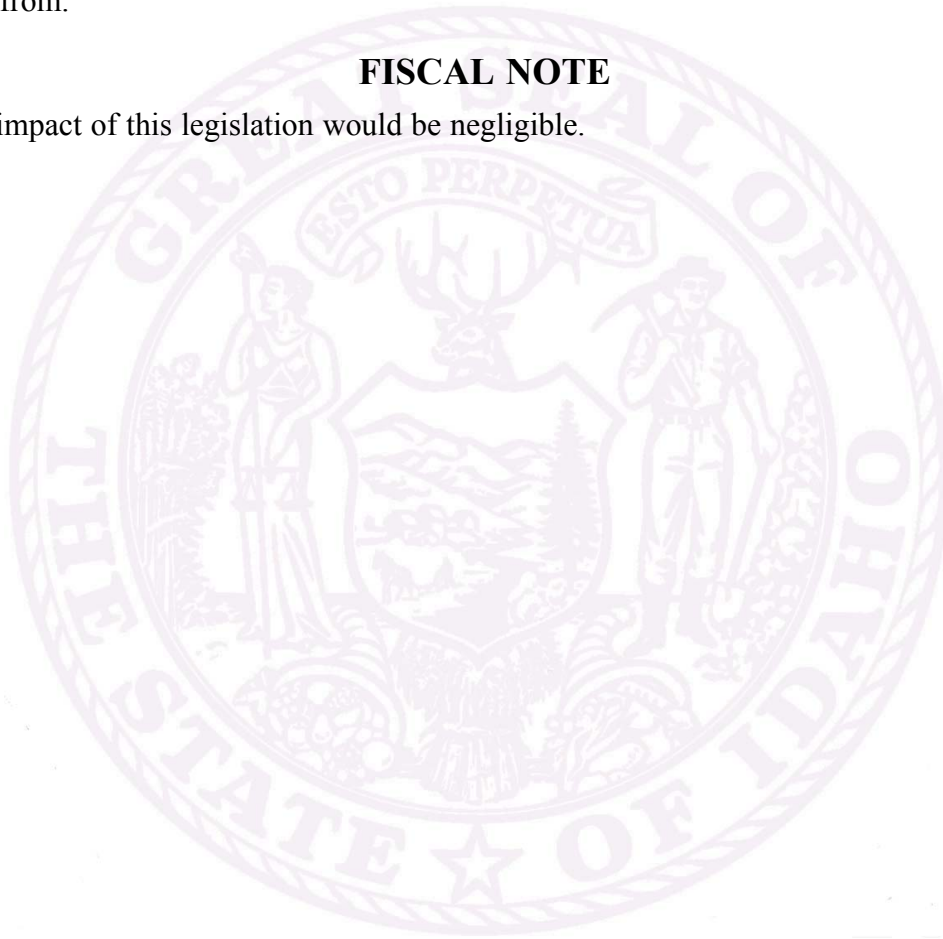 from.
FISCAL NOTE
impact of this legislation would be negligible.
GREAT SEAL OF
ESTO PERPETUA
THE STATE OF IDAHO